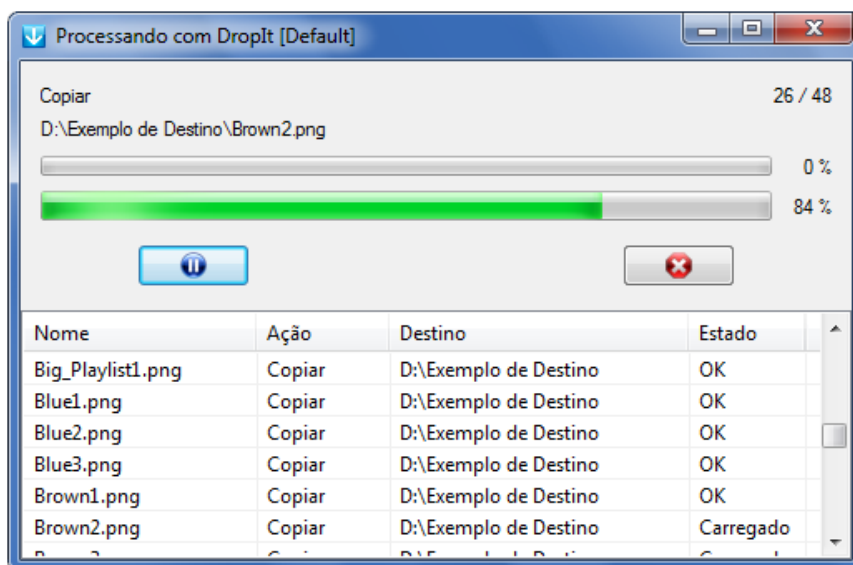 Processando com DropIt [Default]
Copiar 26 / 48
D:\Exemplo de Destino\Brown2.png
0 %
84 %
Nome Ação Destino Estado
Big_Playlist1.png Copiar D:\Exemplo de Destino OK
Blue1.png Copiar D:\Exemplo de Destino OK
Blue2.png Copiar D:\Exemplo de Destino OK
Blue3.png Copiar D:\Exemplo de Destino OK
Brown1.png Copiar D:\Exemplo de Destino OK
Brown2.png Copiar D:\Exemplo de Destino Carregado